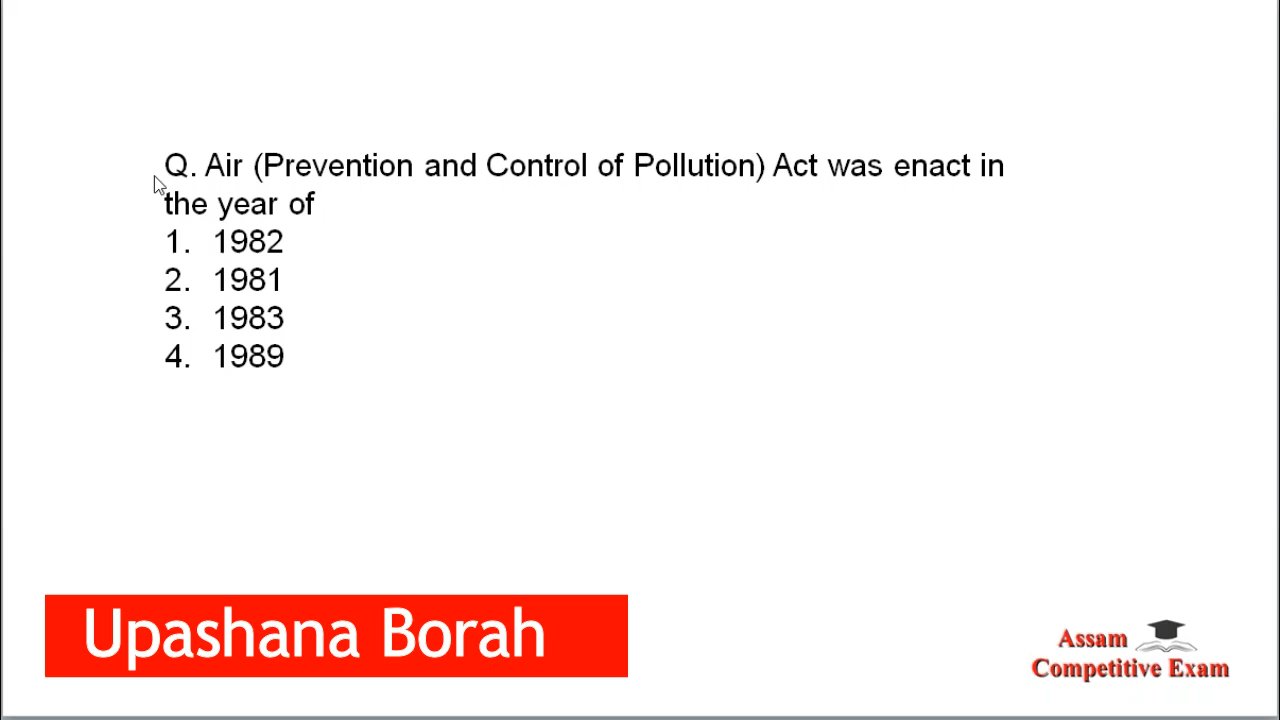 Q. Air (Prevention and Control of Pollution) Act was enact in
the year of
1. 1982
2. 1981
3. 1983
4. 1989
Upashana Borah
Assam
Competitive Exam